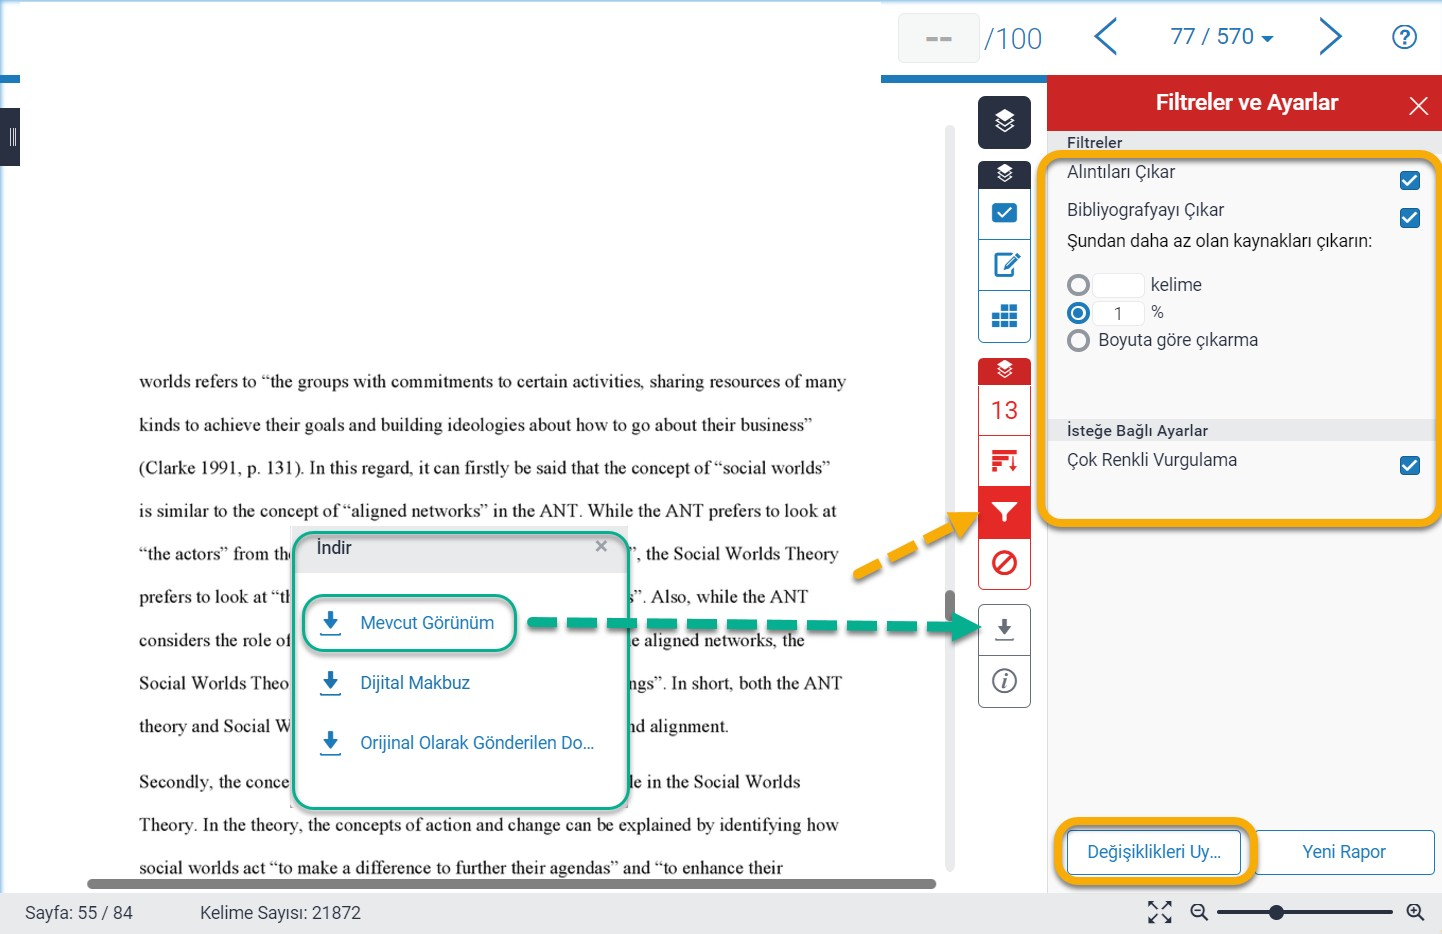 -- /100
77 / 570
Filtreler ve Ayarlar
Filtreler
Alıntıları Çıkar
Bibliyografyayı Çıkar
Şundan daha az olan kaynakları çıkarın:
kelime
1 %
Boyuta göre çıkarma
İsteğe Bağlı Ayarlar
Çok Renkli Vurgulama
Değişiklikleri Uy...
Yeni Rapor
13
worlds refers to “the groups with commitments to certain activities, sharing resources of many
kinds to achieve their goals and building ideologies about how to go about their business”
(Clarke 1991, p. 131). In this regard, it can firstly be said that the concept of “social worlds”
is similar to the concept of “aligned networks” in the ANT. While the ANT prefers to look at
“the actors” from the ”, the Social Worlds Theory
prefers to look at “th s”. Also, while the ANT
considers the role of e aligned networks, the
Social Worlds Theo ngs”. In short, both the ANT
theory and Social W nd alignment.
Secondly, the conce le in the Social Worlds
Theory. In the theory, the concepts of action and change can be explained by identifying how
social worlds act “to make a difference to further their agendas” and “to enhance their
İndir
Mevcut Görünüm
Dijital Makbuz
Orijinal Olarak Gönderilen Do...
Sayfa: 55 / 84
Kelime Sayısı: 21872